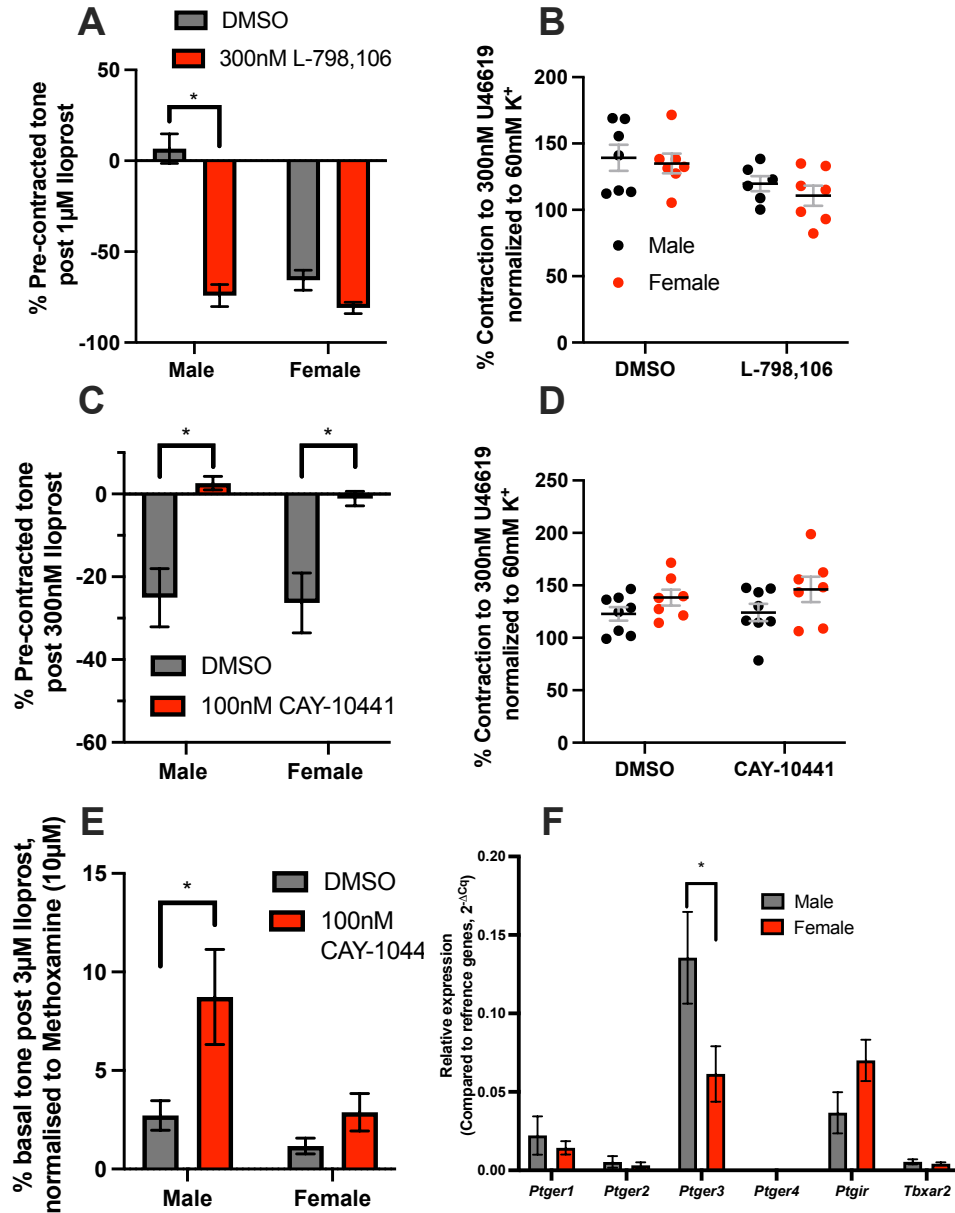 A
DMSO
300nM L-798,106
% Pre-contracted tone
post 1µM Iloprost
50
0
-50
-100
*
Male
Female
B
% Contraction to 300nM U46619
normalized to 60mM K+
200
150
100
50
0
Male
Female
DMSO
L-798,106
C
% Pre-contracted tone
post 300nM Iloprost
0
-20
-40
-60
*
*
DMSO
100nM CAY-10441
Male
Female
D
% Contraction to 300nM U46619
normalized to 60mM K+
250
200
150
100
50
0
DMSO
CAY-10441
E
% basal tone post 3µM Iloprost,
normalised to Methoxamine (10µM)
15
10
5
0
*
DMSO
100nM
CAY-1044
Male
Female
F
Relative expression
(Compared to refrence genes, 2-ΔCq)
0.20
0.15
0.10
0.05
0.00
*
Male
Female
Ptger1
Ptger2
Ptger3
Ptger4
Ptgir
Tbxar2